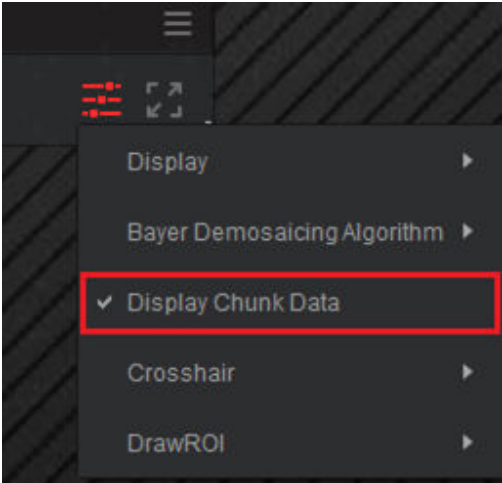 Display
Bayer Demosaicing Algorithm
Display Chunk Data
Crosshair
DrawROI